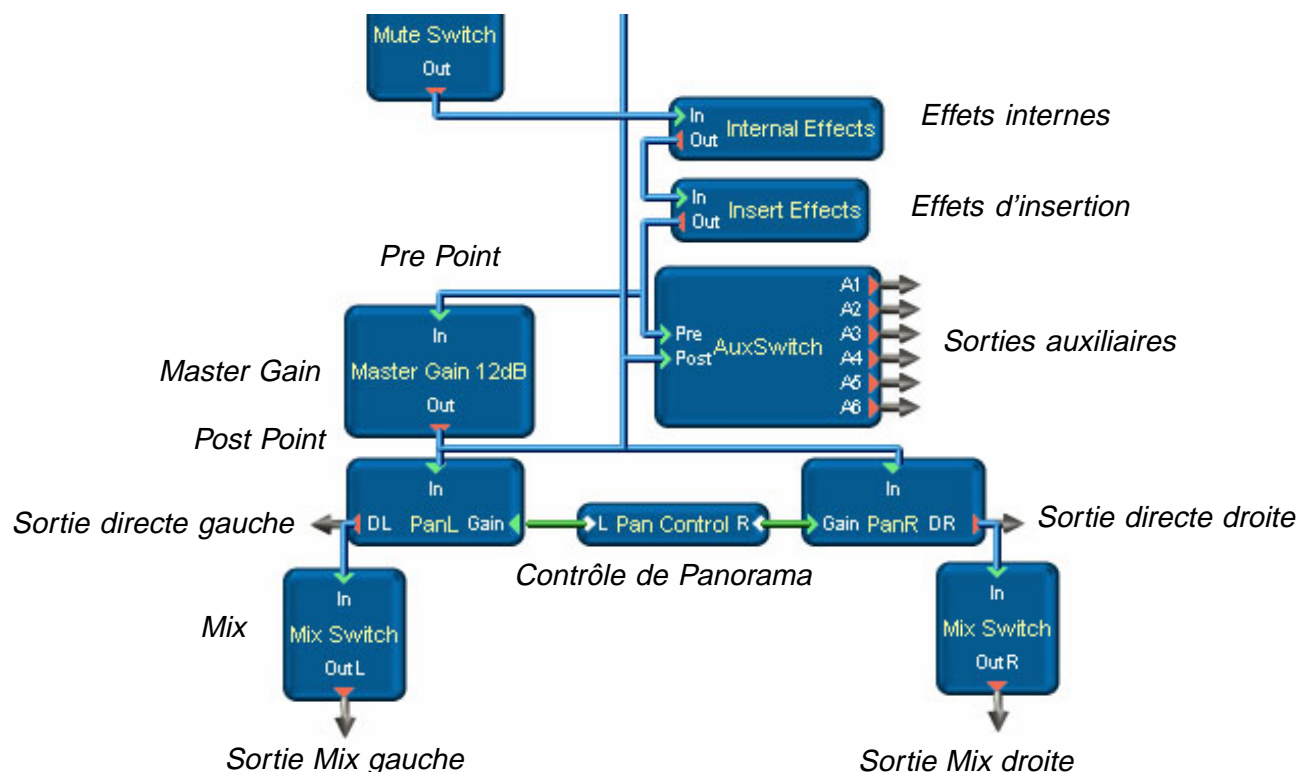 Mute Switch
Out
In
Internal Effects
Out
Effets internes
In
Insert Effects
Out
Effets d'insertion
Pre Point
In
Master Gain 12dB
Out
Master Gain
A1
A2
Pre
A3
AuxSwitch
Post
A4
A5
A6
Sorties auxiliaires
Post Point
In
DL PanL Gain
L Pan Control R
In
Gain PanR DR
Sortie directe gauche
Sortie directe droite
Contrôle de Panorama
Mix
In
Mix Switch
OutL
In
Mix Switch
OutR
Sortie Mix gauche
Sortie Mix droite